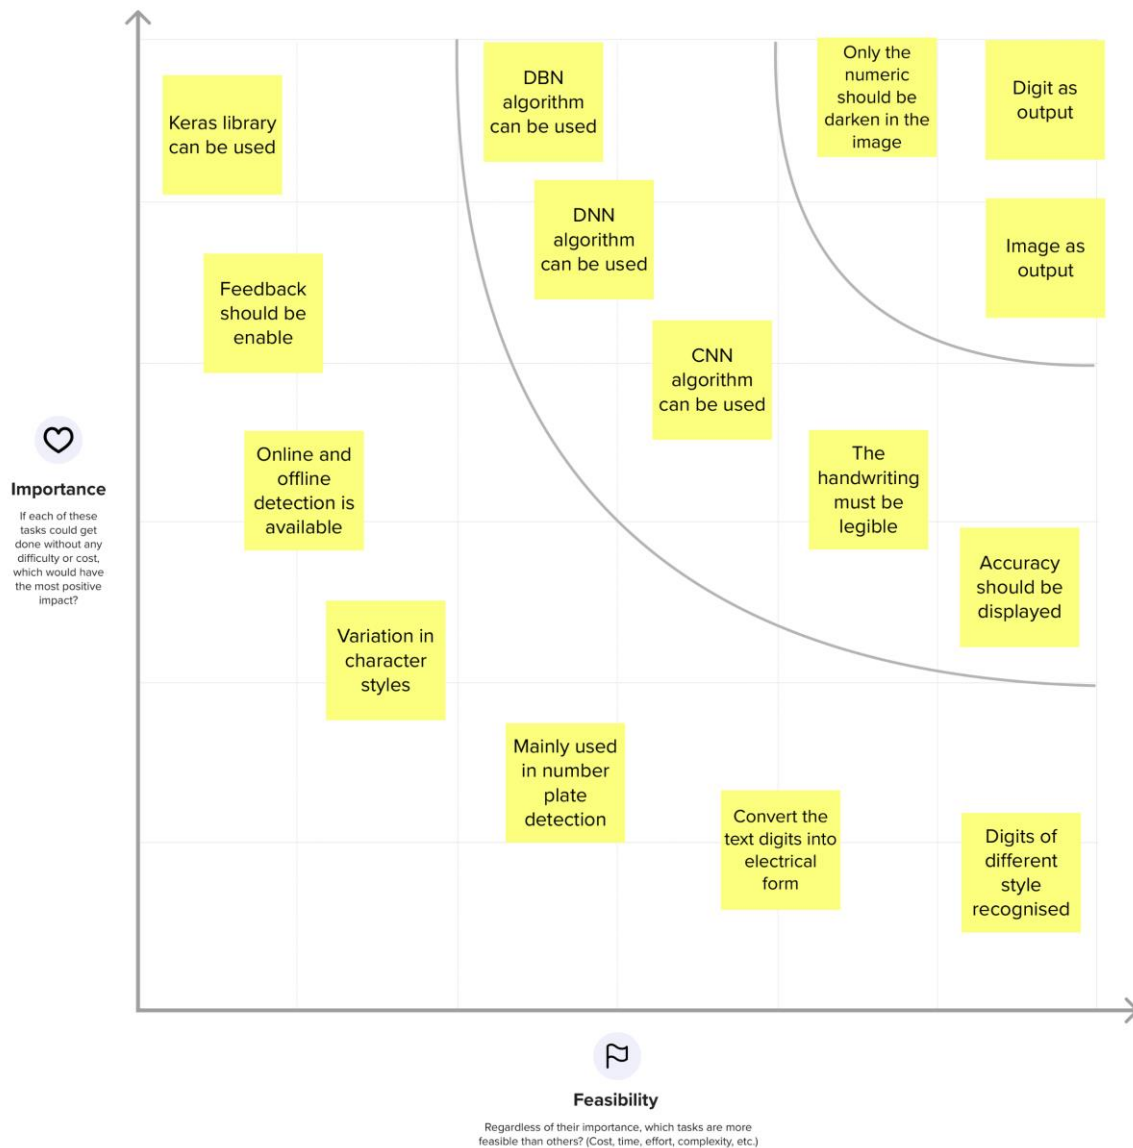 Keras library
can be used
DBN
algorithm
can be used
Only the
numeric
should be
darken in the
image
Digit as
output
DNN
algorithm
can be used
Image as
output
Feedback
should be
enable
CNN
algorithm
can be used
Importance
If each of these
tasks could get
done without any
difficulty or cost,
which would have
the most positive
impact?
Online and
offline
detection is
available
The
handwriting
must be
legible
Accuracy
should be
displayed
Variation in
character
styles
Mainly used
in number
plate
detection
Convert the
text digits into
electrical
form
Digits of
different
style
recognised
Feasibility
Regardless of their importance, which tasks are more
feasible than others? (Cost, time, effort, complexity, etc.)